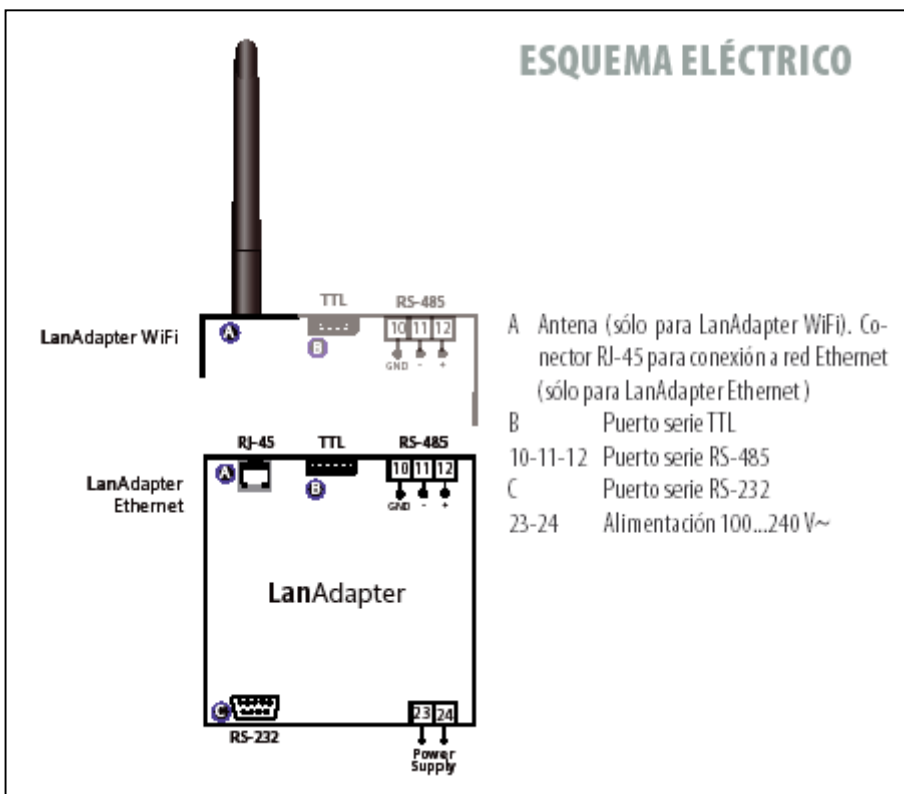 ESQUEMA ELÉCTRICO
TTL RS-485
LanAdapter WiFi
A
B
10 11 12
GND - +
RJ-45 TTL RS-485
LanAdapter
Ethernet
A
B
10 11 12
GND - +
LanAdapter
C
RS-232
23 24
Power
Supply
A Antena (sólo para LanAdapter WiFi). Co-
nector RJ-45 para conexión a red Ethernet
(sólo para LanAdapter Ethernet )
B Puerto serie TTL
10-11-12 Puerto serie RS-485
C Puerto serie RS-232
23-24 Alimentación 100...240 V~